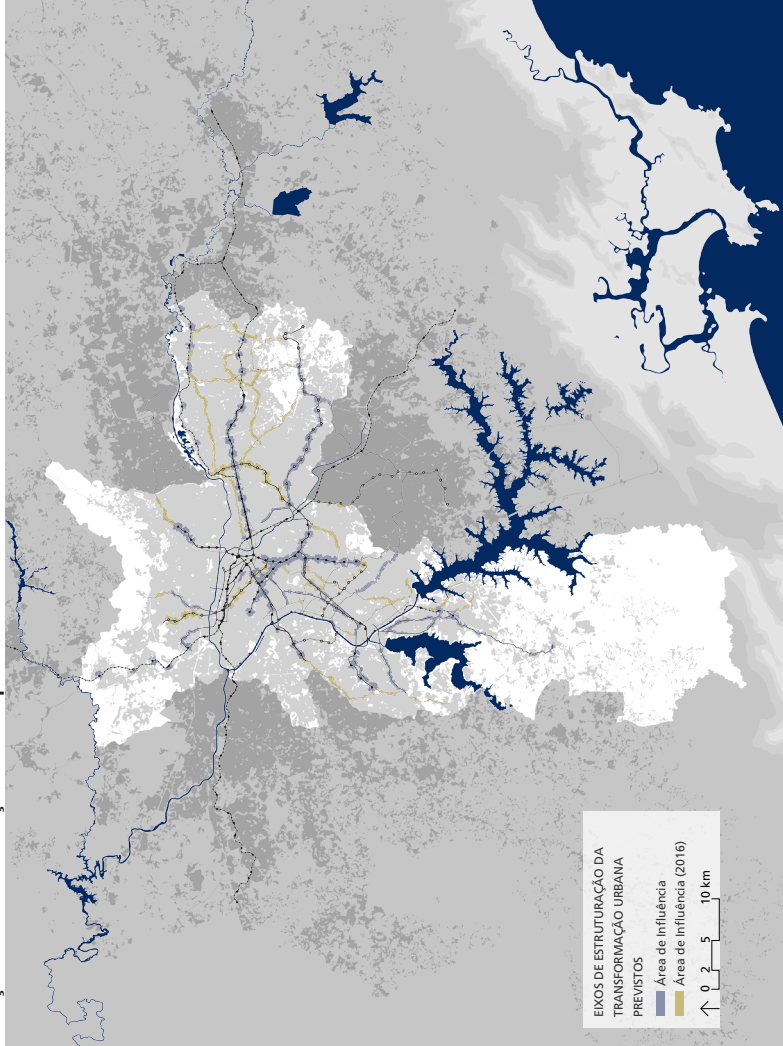 EIXOS DE ESTRUTURAÇÃO DA
TRANSFORMAÇÃO URBANA
PREVISTOS
Área de Influência
Área de Influência (2016)
0 2 5 10 km